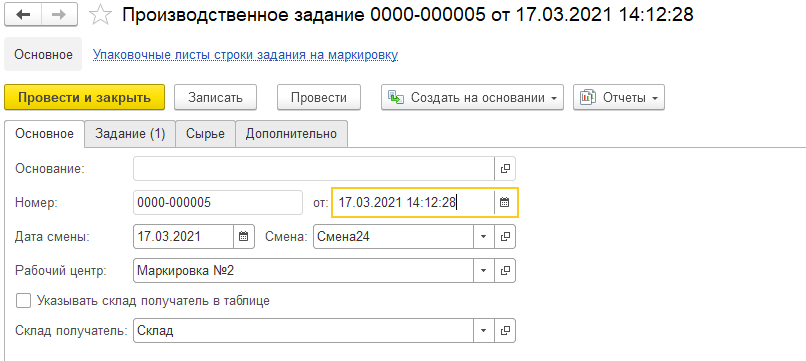 Производственное задание 0000-000005 от 17.03.2021 14:12:28
Основное Упаковочные листы строки задания на маркировку
Провести и закрыть Записать Провести Создать на основании Отчеты
Основное Задание (1) Сырье Дополнительно
Основание:
Номер: 0000-000005 от: 17.03.2021 14:12:28
Дата смены: 17.03.2021 Смена: Смена24
Рабочий центр: Маркировка №2
Указывать склад получатель в таблице
Склад получатель: Склад